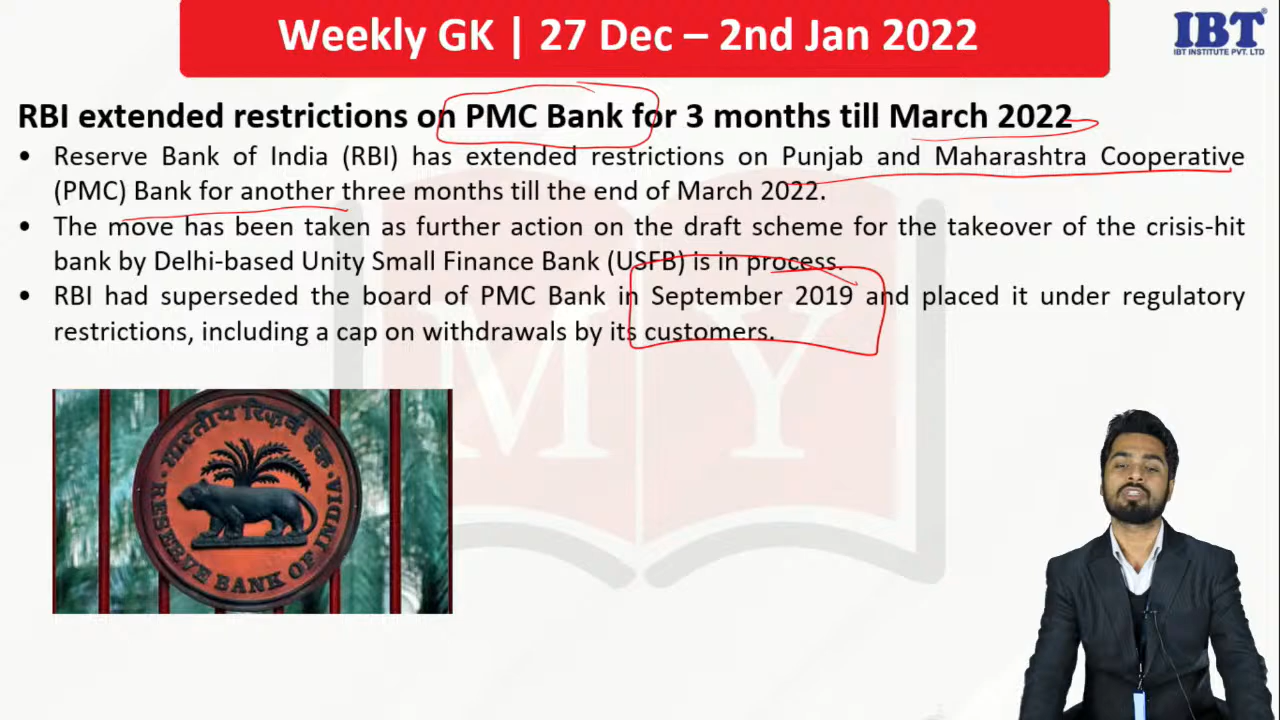 Weekly GK | 27 Dec – 2nd Jan 2022
IBT
IBT INSTITUTE PVT. LTD
RBI extended restrictions on PMC Bank for 3 months till March 2022
• Reserve Bank of India (RBI) has extended restrictions on Punjab and Maharashtra Cooperative
(PMC) Bank for another three months till the end of March 2022.
• The move has been taken as further action on the draft scheme for the takeover of the crisis-hit
bank by Delhi-based Unity Small Finance Bank (USFB) is in process.
• RBI had superseded the board of PMC Bank in September 2019 and placed it under regulatory
restrictions, including a cap on withdrawals by its customers.
M Y
भारतीय रिज़र्व बैंक
RESERVE BANK OF INDIA